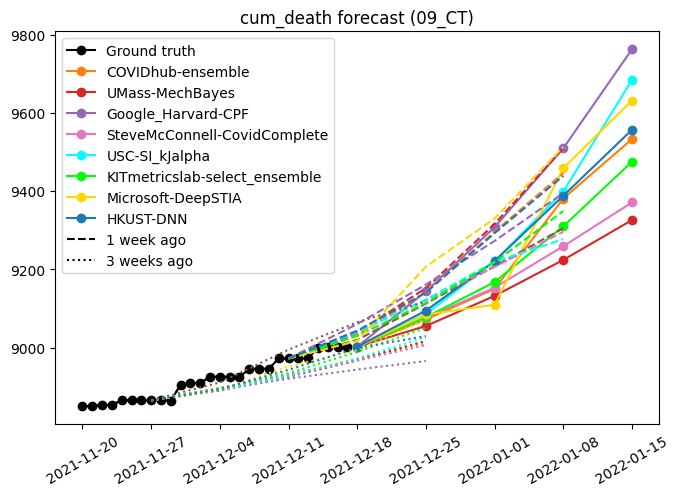 cum_death forecast (09_CT)
9800
9600
9400
9200
9000
Ground truth
COVIDhub-ensemble
UMass-MechBayes
Google_Harvard-CPF
SteveMcConnell-CovidComplete
USC-SI_kJalpha
KITmetricslab-select_ensemble
Microsoft-DeepSTIA
HKUST-DNN
1 week ago
3 weeks ago
2021-11-20
2021-11-27
2021-12-04
2021-12-11
2021-12-18
2021-12-25
2022-01-01
2022-01-08
2022-01-15